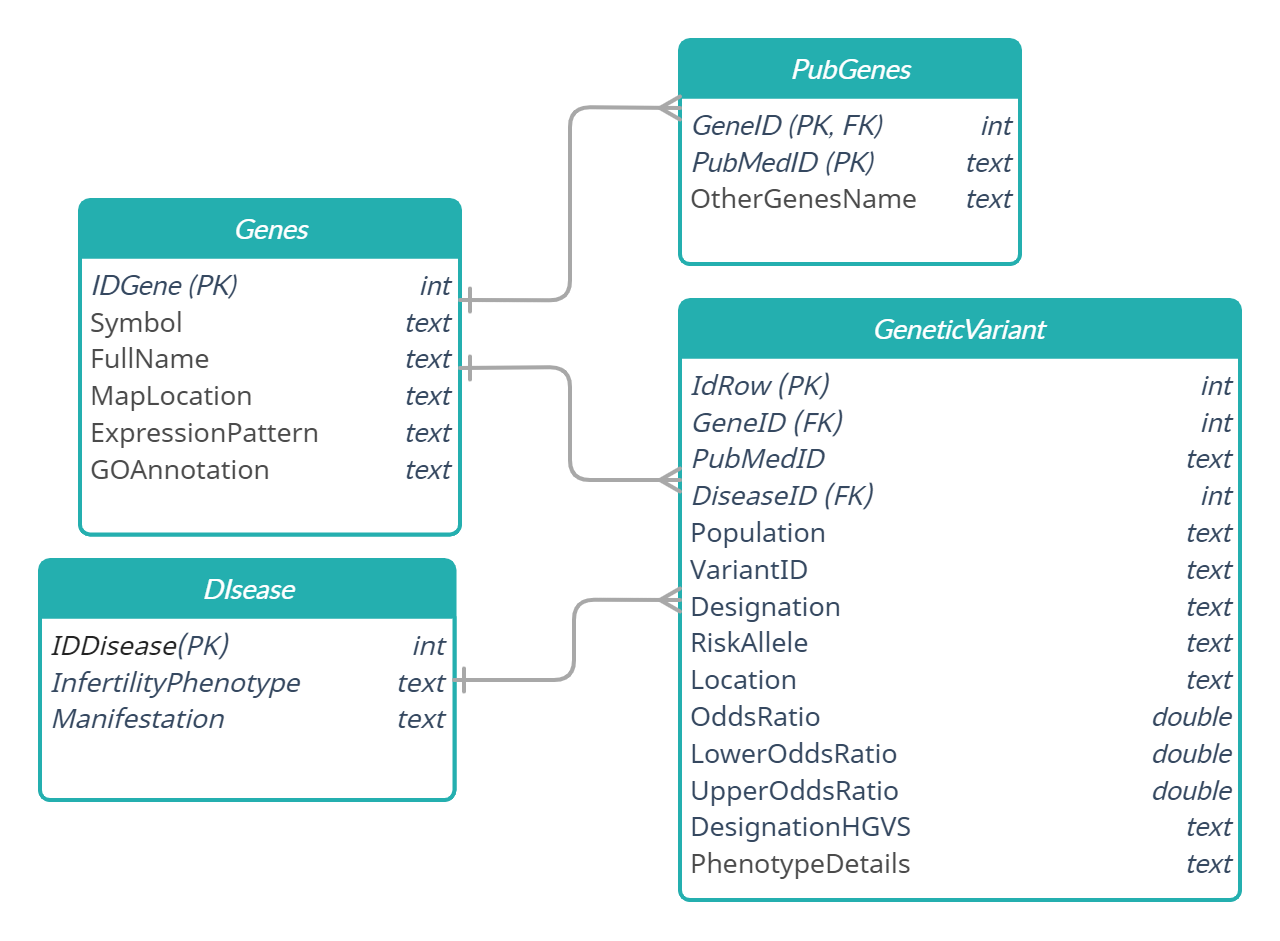 PubGenes
GeneID (PK, FK) int
PubMedID (PK) text
OtherGenesName text
Genes
IDGene (PK) int
Symbol text
FullName text
MapLocation text
ExpressionPattern text
GOAnnotation text
GeneticVariant
IdRow (PK) int
GeneID (FK) int
PubMedID text
DiseaseID (FK) int
Population text
VariantID text
Designation text
RiskAllele text
Location text
OddsRatio double
LowerOddsRatio double
UpperOddsRatio double
DesignationHGVS text
PhenotypeDetails text
DIsease
IDDisease(PK) int
InfertilityPhenotype text
Manifestation text